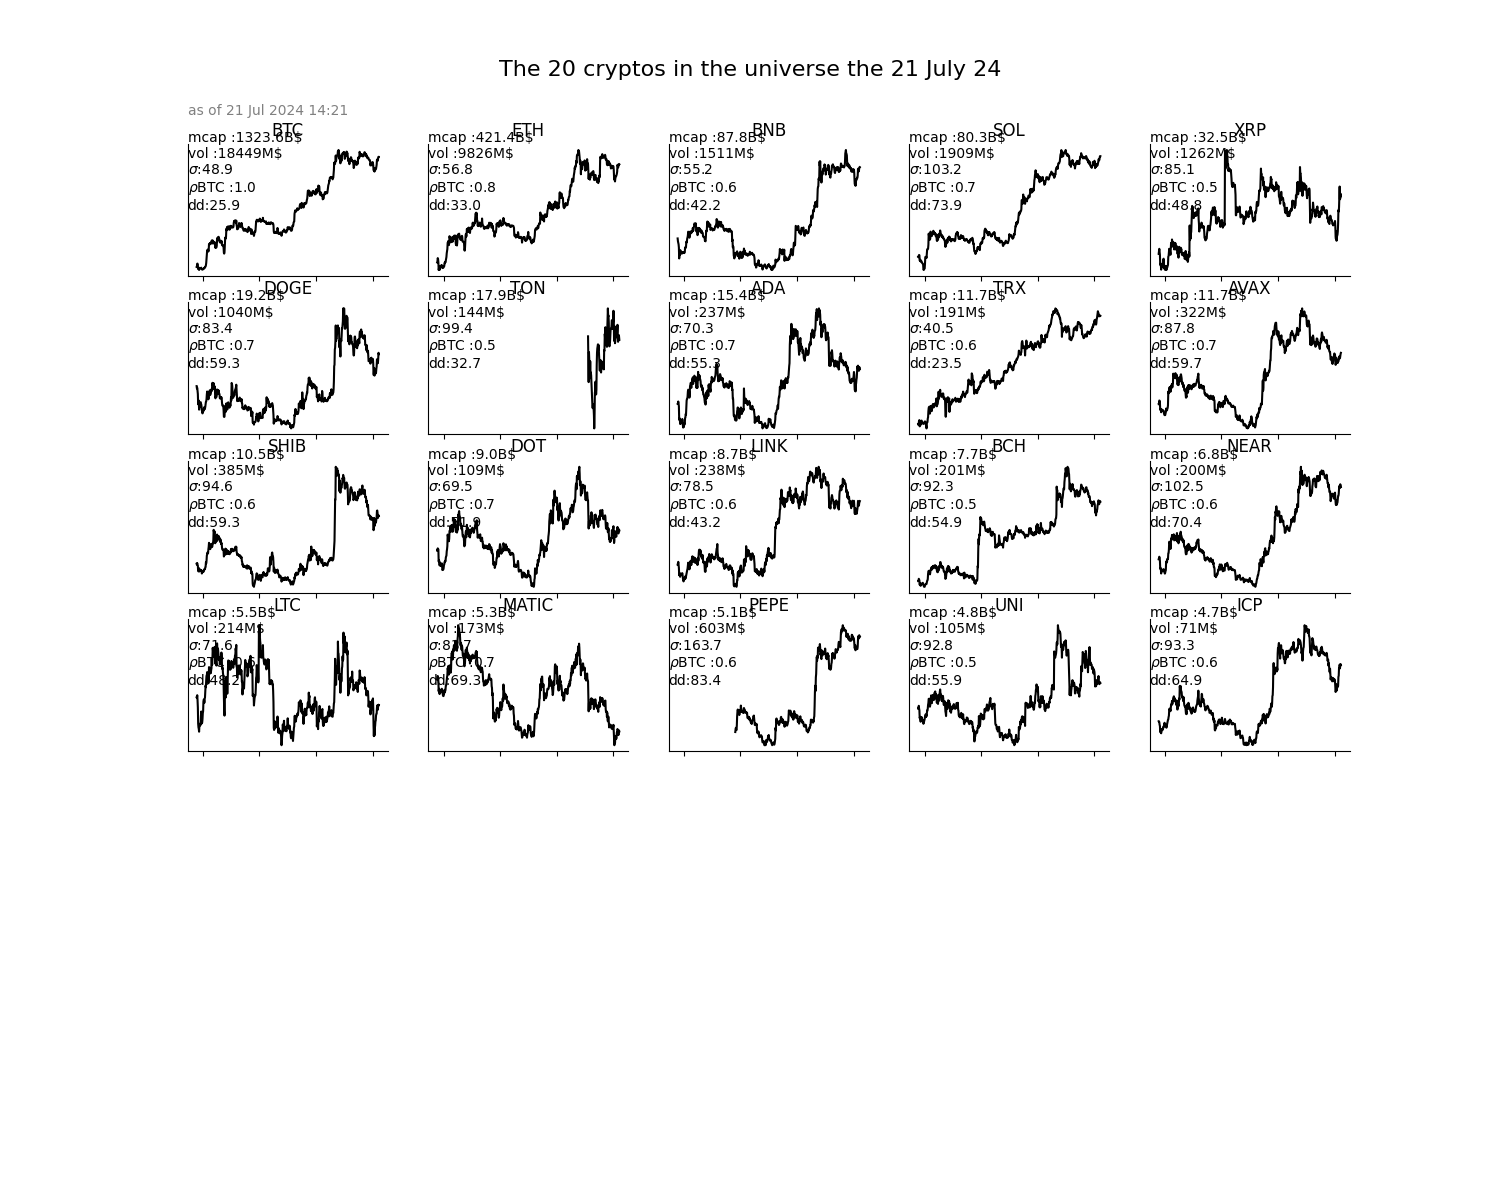 The 20 cryptos in the universe the 21 July 24
as of 21 Jul 2024 14:21
BTC
mcap :1323.6B$
vol :18449M$
σ:48.9
ρBTC :1.0
dd:25.9
ETH
mcap :421.4B$
vol :9826M$
σ:56.8
ρBTC :0.8
dd:33.0
BNB
mcap :87.8B$
vol :1511M$
σ:55.2
ρBTC :0.6
dd:42.2
SOL
mcap :80.3B$
vol :1909M$
σ:103.2
ρBTC :0.7
dd:73.9
XRP
mcap :32.5B$
vol :1262M$
σ:85.1
ρBTC :0.5
dd:48.8
DOGE
mcap :19.2B$
vol :1040M$
σ:83.4
ρBTC :0.7
dd:59.3
TON
mcap :17.9B$
vol :144M$
σ:99.4
ρBTC :0.5
dd:32.7
ADA
mcap :15.4B$
vol :237M$
σ:70.3
ρBTC :0.7
dd:55.3
TRX
mcap :11.7B$
vol :191M$
σ:40.5
ρBTC :0.6
dd:23.5
AVAX
mcap :11.7B$
vol :322M$
σ:87.8
ρBTC :0.7
dd:59.7
SHIB
mcap :10.5B$
vol :385M$
σ:94.6
ρBTC :0.6
dd:59.3
DOT
mcap :9.0B$
vol :109M$
σ:69.5
ρBTC :0.7
LINK
mcap :8.7B$
vol :238M$
σ:78.5
ρBTC :0.6
dd:43.2
BCH
mcap :7.7B$
vol :201M$
σ:92.3
ρBTC :0.5
dd:54.9
NEAR
mcap :6.8B$
vol :200M$
σ:102.5
ρBTC :0.6
dd:70.4
LTC
mcap :5.5B$
vol :214M$
σ:71.6
dd:48.2
MATIC
mcap :5.3B$
vol :173M$
ρBTC :0.7
dd:69.3
PEPE
mcap :5.1B$
vol :603M$
σ:163.7
ρBTC :0.6
dd:83.4
UNI
mcap :4.8B$
vol :105M$
σ:92.8
ρBTC :0.5
dd:55.9
ICP
mcap :4.7B$
vol :71M$
σ:93.3
ρBTC :0.6
dd:64.9